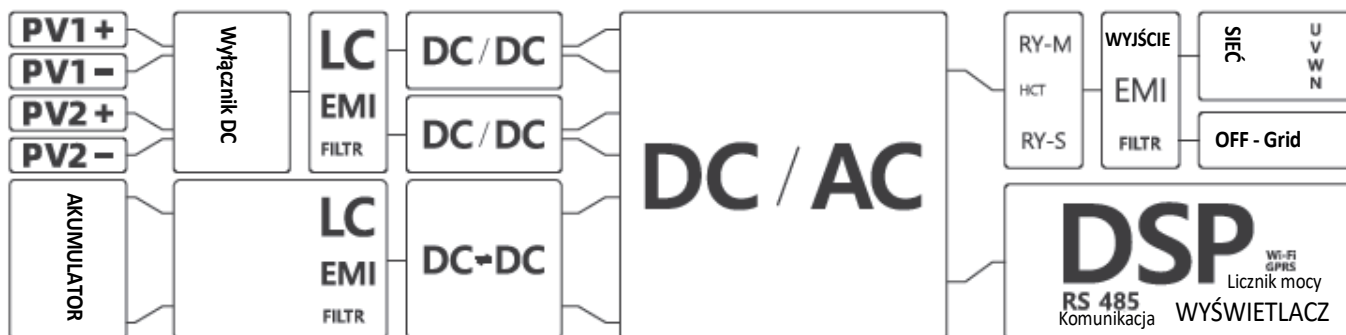 PV1 +
PV1 −
PV2 +
PV2 −
AKUMULATOR
Wyłącznik DC
LC
EMI
FILTR
LC
EMI
FILTR
DC / DC
DC / DC
DC ⇌ DC
DC / AC
RY-M
HCT
RY-S
WYJŚCIE
EMI
FILTR
SIEĆ
U
V
W
N
OFF - Grid
DSP
Wi-Fi
GPRS
Licznik mocy
RS 485
Komunikacja
WYŚWIETLACZ